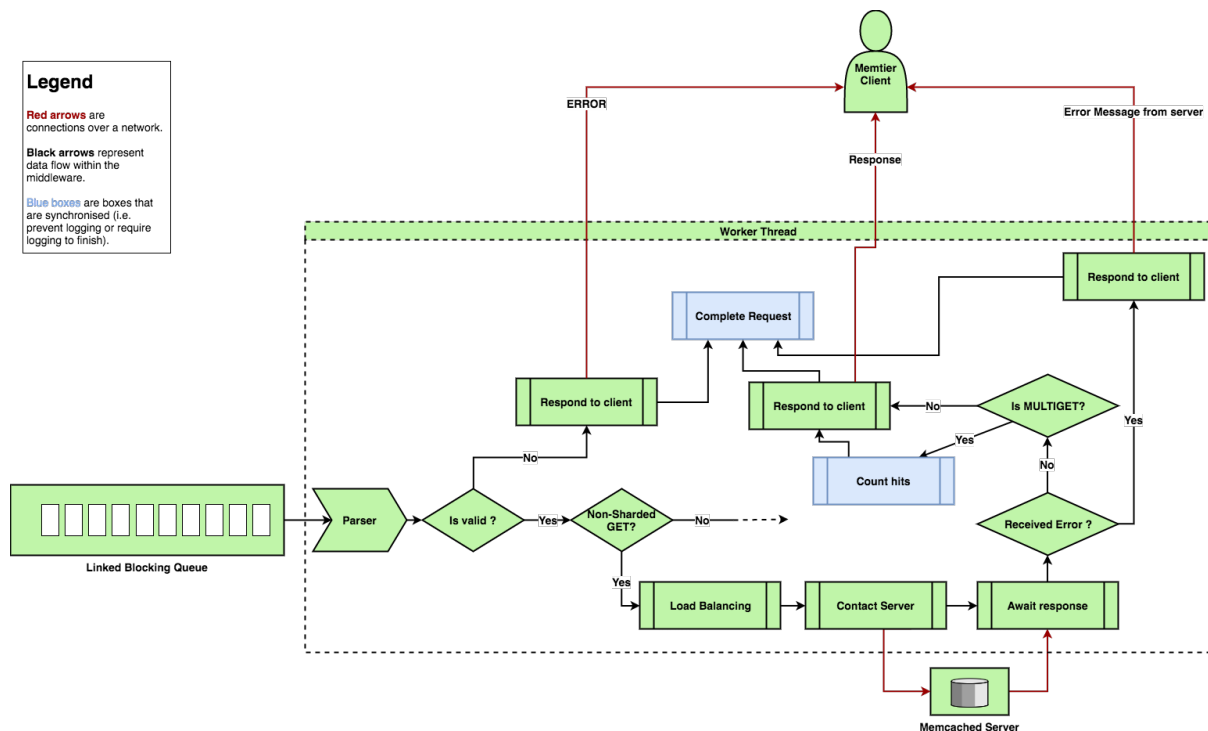 Memtier
Client
Legend
Red arrows are
connections over a network.
Black arrows represent
data flow within the
middleware.
Blue boxes are boxes that
are synchronised (i.e.
prevent logging or require
logging to finish).
ERROR
Error Message from server
Response
Worker Thread
Respond to client
Complete Request
Respond to client
Respond to client
Is MULTIGET?
No
Yes
Yes
No
Count hits
No
Parser
Is valid ?
Yes
Non-Sharded
GET?
No
Received Error ?
Linked Blocking Queue
Yes
Load Balancing
Contact Server
Await response
Memcached Server